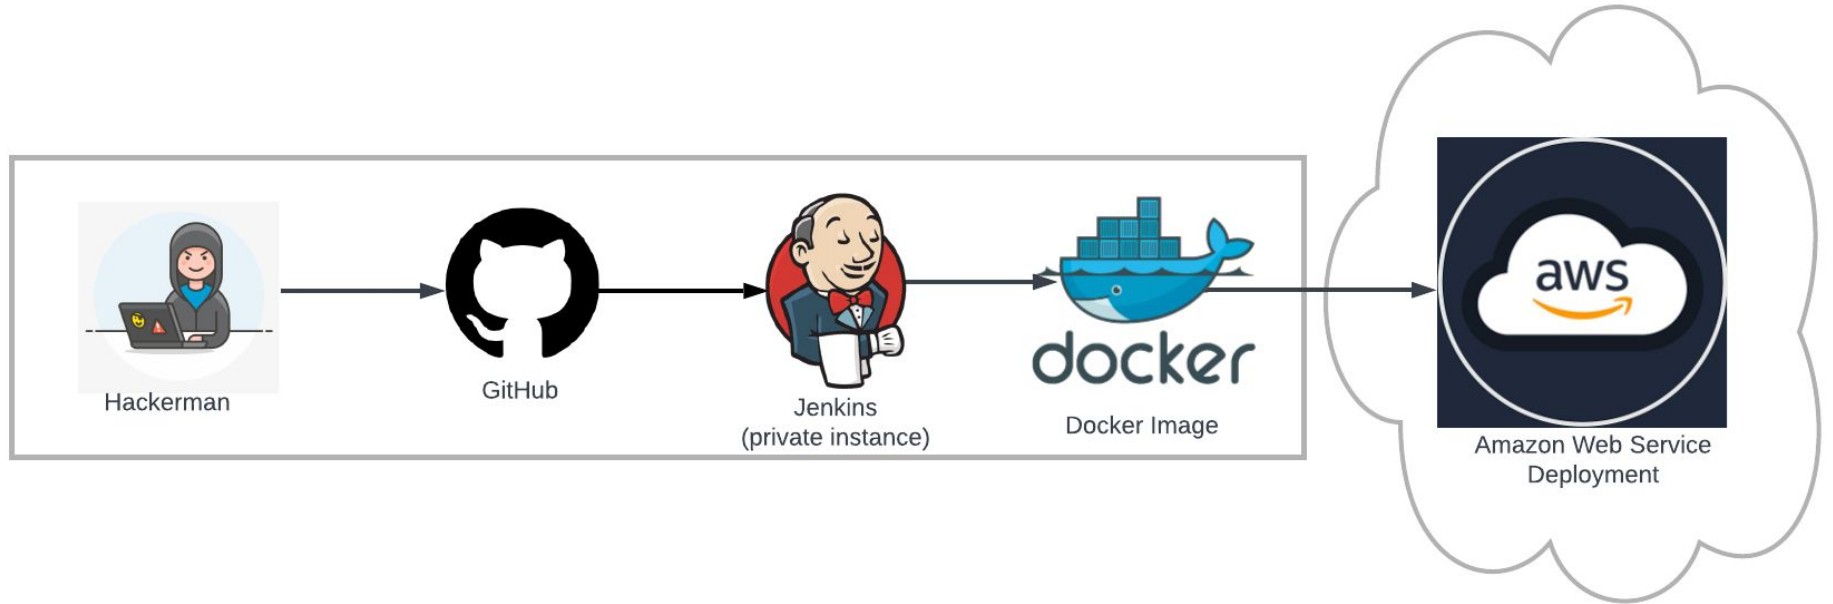 Hackerman
GitHub
Jenkins
(private instance)
docker
Docker Image
aws
Amazon Web Service
Deployment